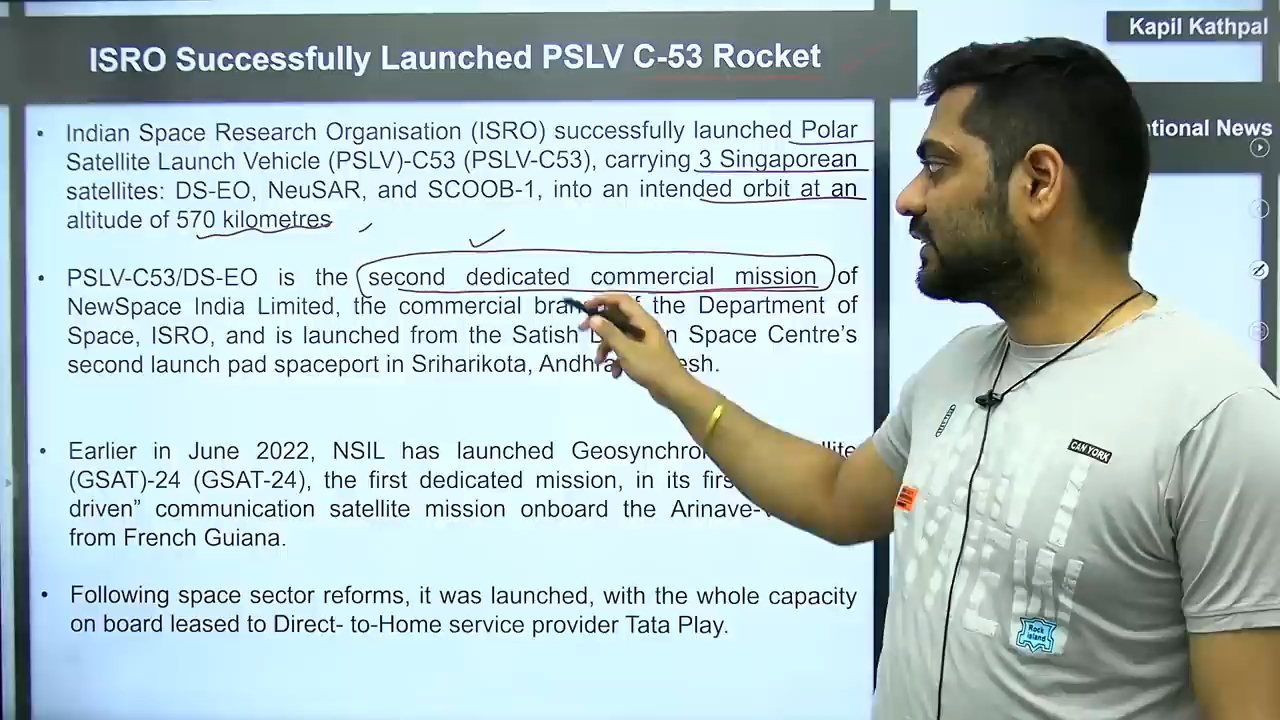 ISRO Successfully Launched PSLV C-53 Rocket
Kapil Kathpal
tional News
• Indian Space Research Organisation (ISRO) successfully launched Polar
Satellite Launch Vehicle (PSLV)-C53 (PSLV-C53), carrying 3 Singaporean
satellites: DS-EO, NeuSAR, and SCOOB-1, into an intended orbit at an
altitude of 570 kilometres
• PSLV-C53/DS-EO is the second dedicated commercial mission of
NewSpace India Limited, the commercial the Department of
Space, ISRO, and is launched from the Satish Space Centre's
second launch pad spaceport in Sriharikota,
• Earlier in June 2022, NSIL has launched
(GSAT)-24 (GSAT-24), the first dedicated mission, in its
driven” communication satellite mission onboard the
from French Guiana.
• Following space sector reforms, it was launched, with the whole capacity
on board leased to Direct- to-Home service provider Tata Play.
CAN YORK
Rock
island